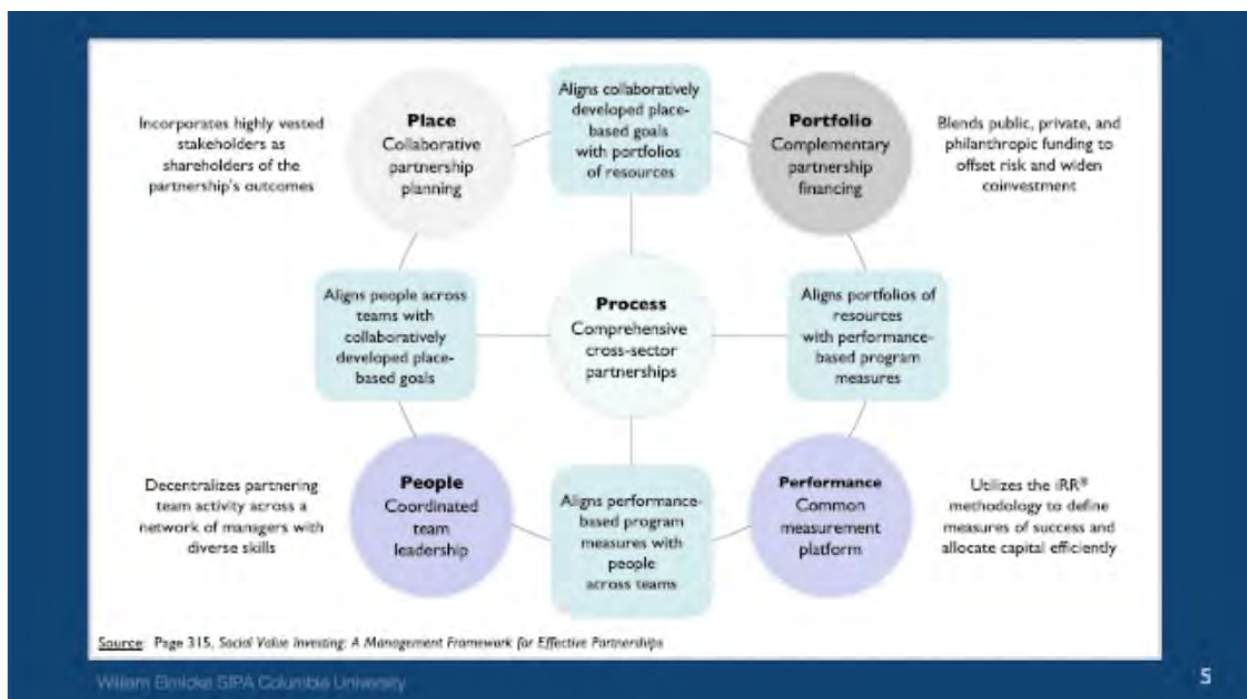 Incorporates highly vested
stakeholders as
shareholders of the
partnership's outcomes
Place
Collaborative
partnership
planning
Aligns collaboratively
developed place-
based goals
with portfolios
of resources
Portfolio
Complementary
partnership
financing
Blends public, private, and
philanthropic funding to
offset risk and widen
coinvestment
Aligns people across
teams with
collaboratively
developed place-
based goals
Process
Comprehensive
cross-sector
partnerships
Aligns portfolios of
resources
with performance-
based program
measures
Decentralizes partnering
team activity across a
network of managers with
diverse skills
People
Coordinated
team
leadership
Aligns performance-
based program
measures with
people
across teams
Performance
Common
measurement
platform
Utilizes the iRR®
methodology to define
measures of success and
allocate capital efficiently
Source: Page 315, Social Value Investing: A Management Framework for Effective Partnerships
William Eimicke SIPA Columbia University
5